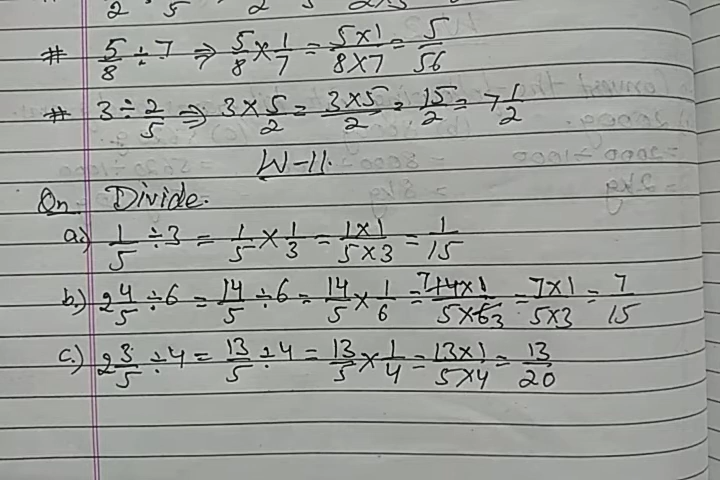 2 5 2
# 5/8 ÷ 7 ⇒ 5/8 × 1/7 = 5×1/8×7 = 5/56
# 3 ÷ 2/5 ⇒ 3 × 5/2 = 3×5/2 = 15/2 = 7 1/2
W-11.
Qn. Divide.
a.) 1/5 ÷ 3 = 1/5 × 1/3 = 1×1/5×3 = 1/15
b.) 2 4/5 ÷ 6 = 14/5 ÷ 6 = 14/5 × 1/6 = 7 14×1/5×6 3 = 7×1/5×3 = 7/15
c.) 2 3/5 ÷ 4 = 13/5 ÷ 4 = 13/5 × 1/4 = 13×1/5×4 = 13/20